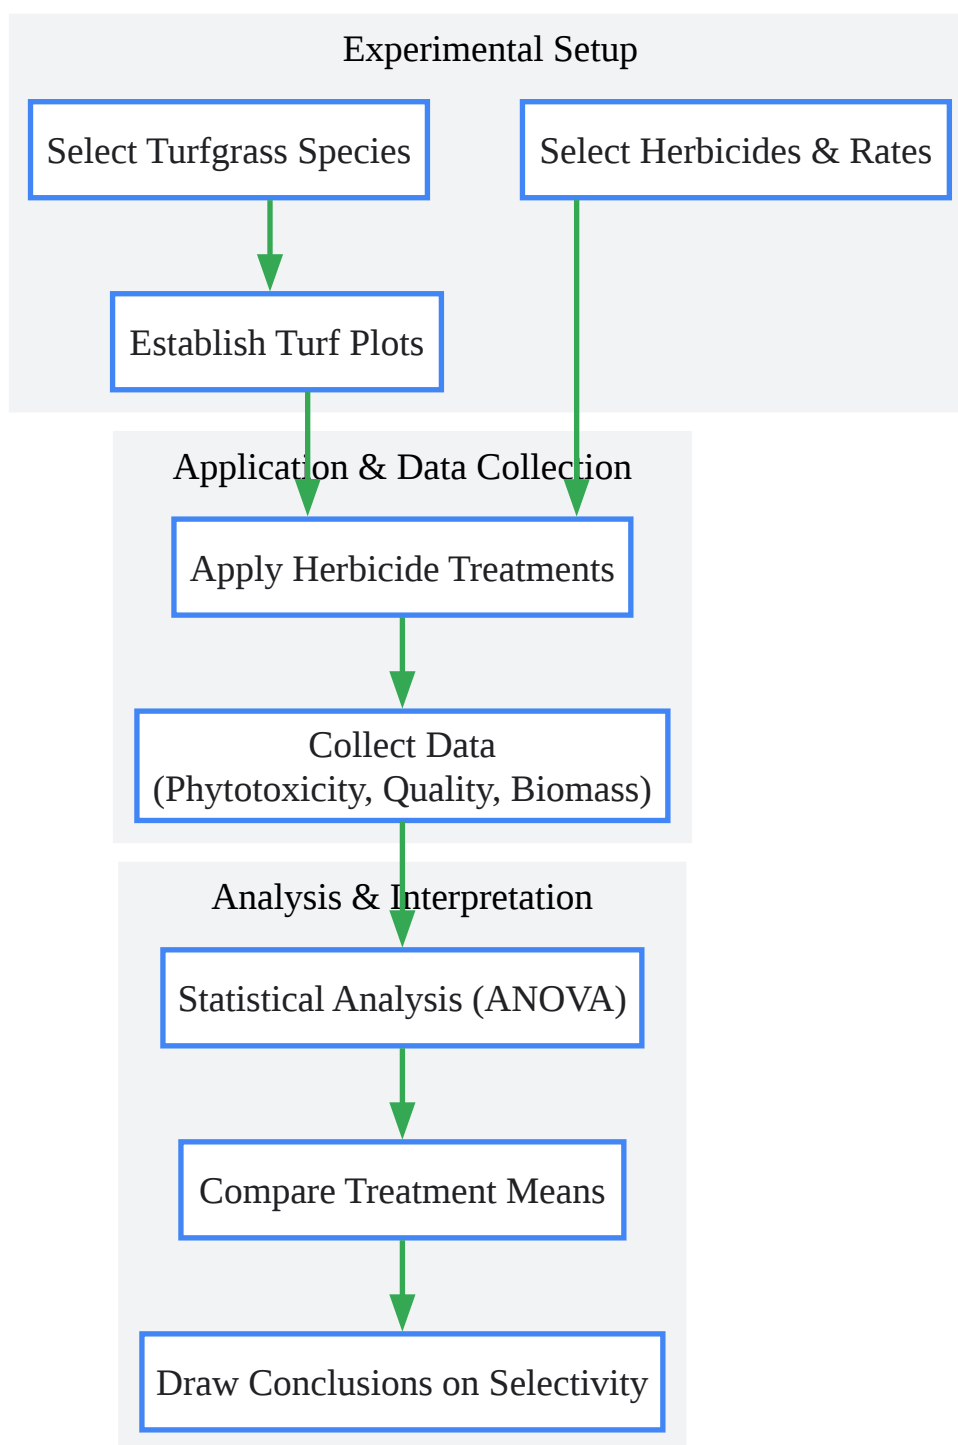 Experimental Setup
Select Turfgrass Species
Select Herbicides & Rates
Establish Turf Plots
Application & Data Collection
Apply Herbicide Treatments
Collect Data
(Phytotoxicity, Quality, Biomass)
Analysis & Interpretation
Statistical Analysis (ANOVA)
Compare Treatment Means
Draw Conclusions on Selectivity